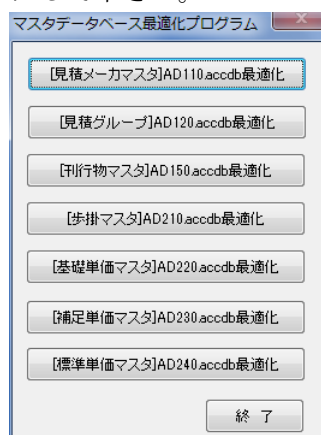 マスタデータベース最適化プログラム
[見積メーカマスタ]AD110.accdb最適化
[見積グループ]AD120.accdb最適化
[刊行物マスタ]AD150.accdb最適化
[歩掛マスタ]AD210.accdb最適化
[基礎単価マスタ]AD220.accdb最適化
[補足単価マスタ]AD230.accdb最適化
[標準単価マスタ]AD240.accdb最適化
終 了